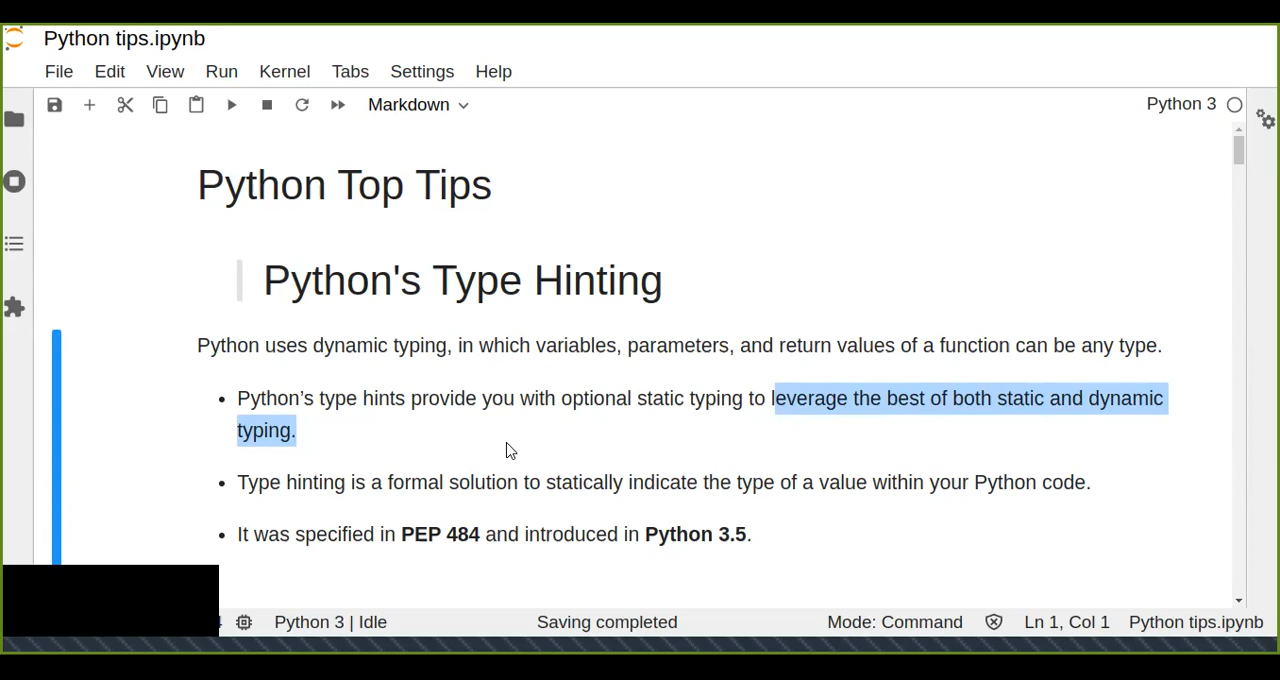 Python tips.ipynb
File Edit View Run Kernel Tabs Settings Help
Markdown Python 3
Python Top Tips
Python's Type Hinting
Python uses dynamic typing, in which variables, parameters, and return values of a function can be any type.
• Python’s type hints provide you with optional static typing to leverage the best of both static and dynamic
typing.
• Type hinting is a formal solution to statically indicate the type of a value within your Python code.
• It was specified in PEP 484 and introduced in Python 3.5.
Python 3 | Idle Saving completed Mode: Command Ln 1, Col 1 Python tips.ipynb